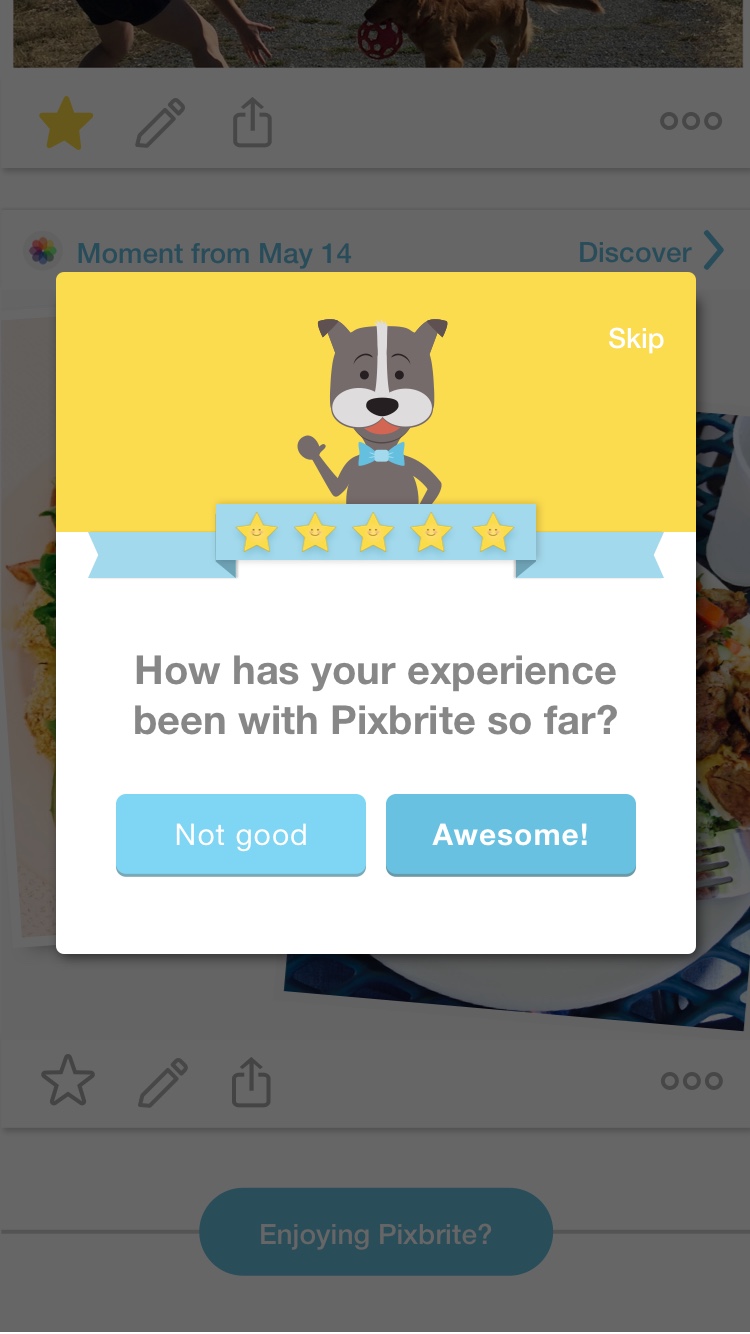 Moment from May 14
Discover
Skip
How has your experience
been with Pixbrite so far?
Not good
Awesome!
Enjoying Pixbrite?